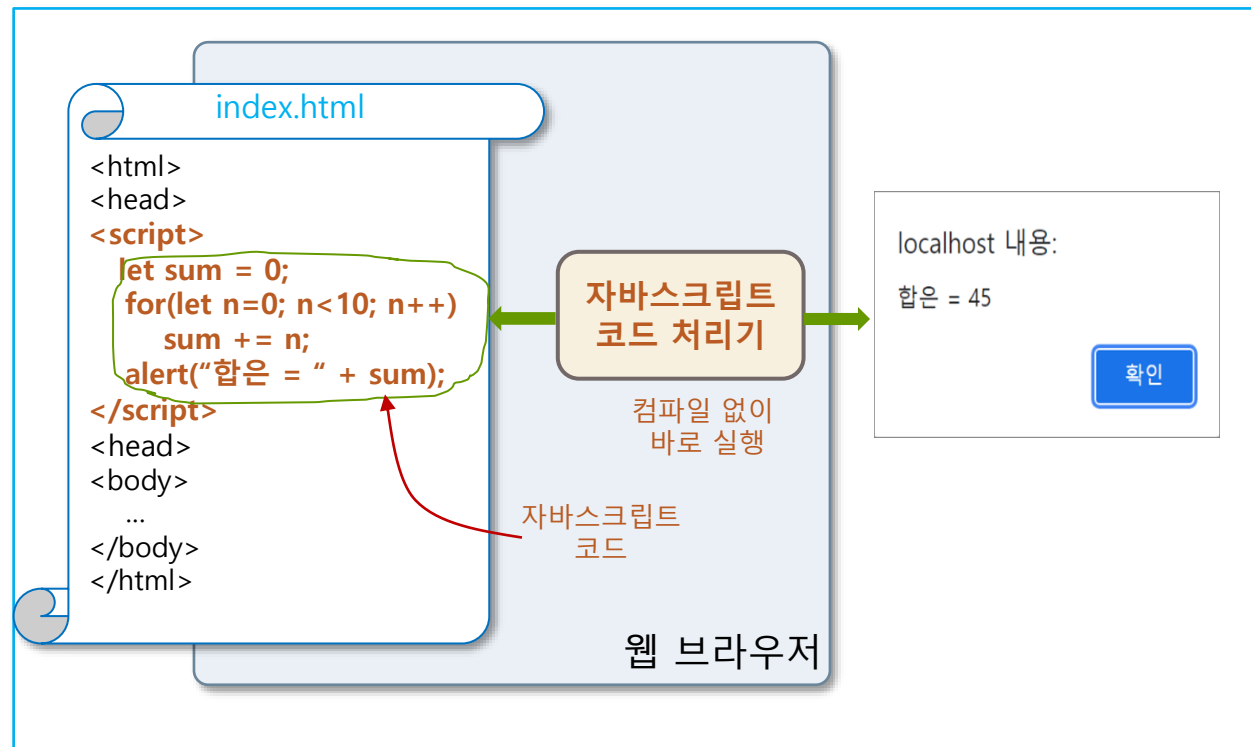 index.html
<html>
<head>
<script>
let sum = 0;
for(let n=0; n<10; n++)
sum += n;
alert(“합은 = “ + sum);
</script>
<head>
<body>
...
</body>
</html>
자바스크립트
코드 처리기
컴파일 없이
바로 실행
자바스크립트
코드
웹 브라우저
localhost 내용:
합은 = 45
확인